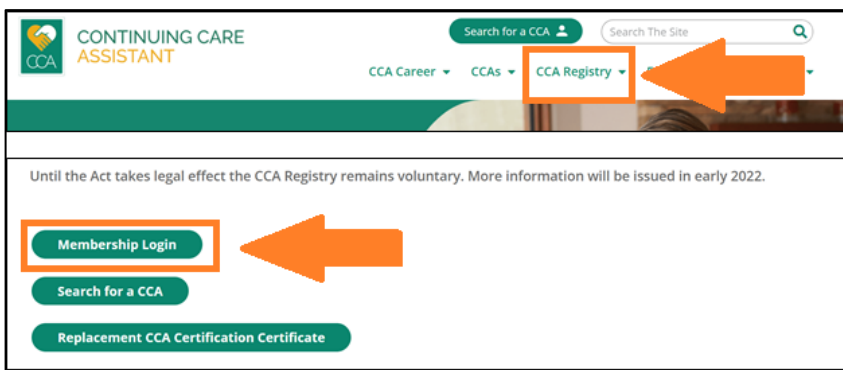 CONTINUING CARE
ASSISTANT
CCA
Search for a CCA
Search The Site
CCA Career
CCAs
CCA Registry
Until the Act takes legal effect the CCA Registry remains voluntary. More information will be issued in early 2022.
Membership Login
Search for a CCA
Replacement CCA Certification Certificate